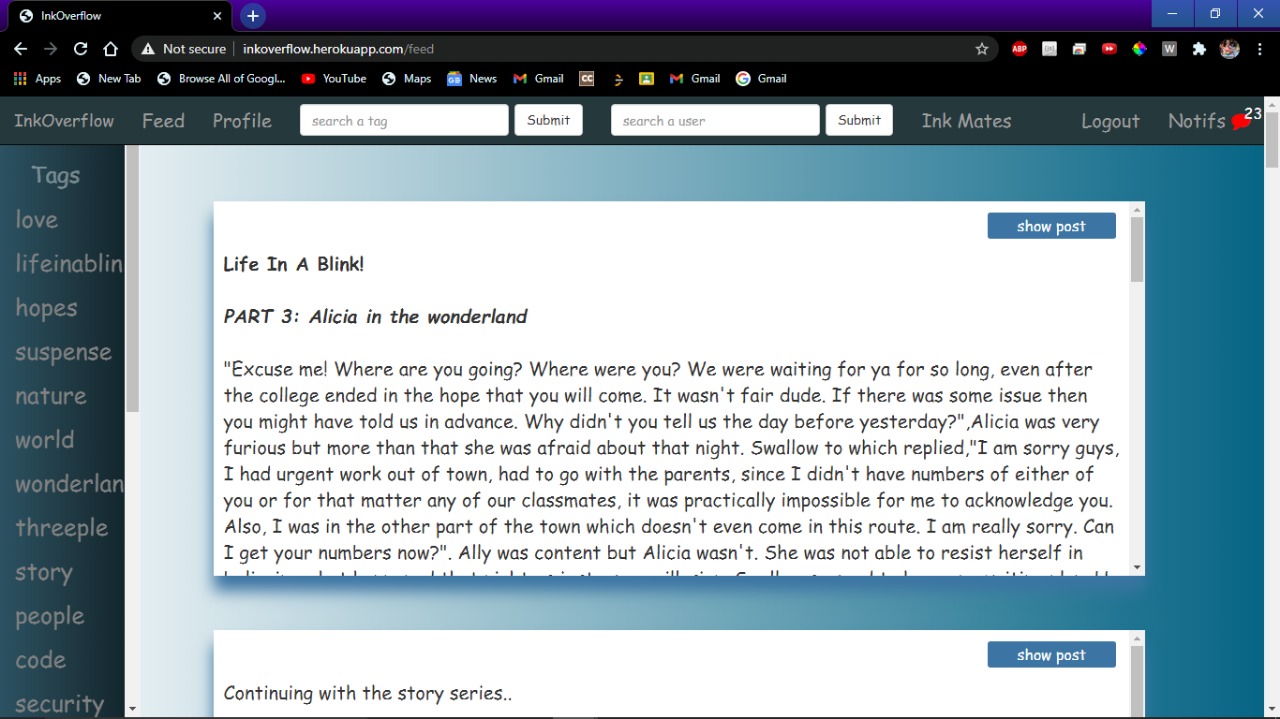 InkOverflow
Not secure inkoverflow.herokuapp.com/feed
ABP W
Apps New Tab Browse All of Googl... YouTube Maps News Gmail CC Gmail Gmail
InkOverflow Feed Profile search a tag Submit search a user Submit Ink Mates Logout Notifs 23
Tags
love
lifeinablin
hopes
suspense
nature
world
wonderlan
threeple
story
people
code
security
show post
Life In A Blink!
PART 3: Alicia in the wonderland
"Excuse me! Where are you going? Where were you? We were waiting for ya for so long, even after
the college ended in the hope that you will come. It wasn't fair dude. If there was some issue then
you might have told us in advance. Why didn't you tell us the day before yesterday?",Alicia was very
furious but more than that she was afraid about that night. Swallow to which replied,"I am sorry guys,
I had urgent work out of town, had to go with the parents, since I didn't have numbers of either of
you or for that matter any of our classmates, it was practically impossible for me to acknowledge you.
Also, I was in the other part of the town which doesn't even come in this route. I am really sorry. Can
I get your numbers now?". Ally was content but Alicia wasn't. She was not able to resist herself in
show post
Continuing with the story series..